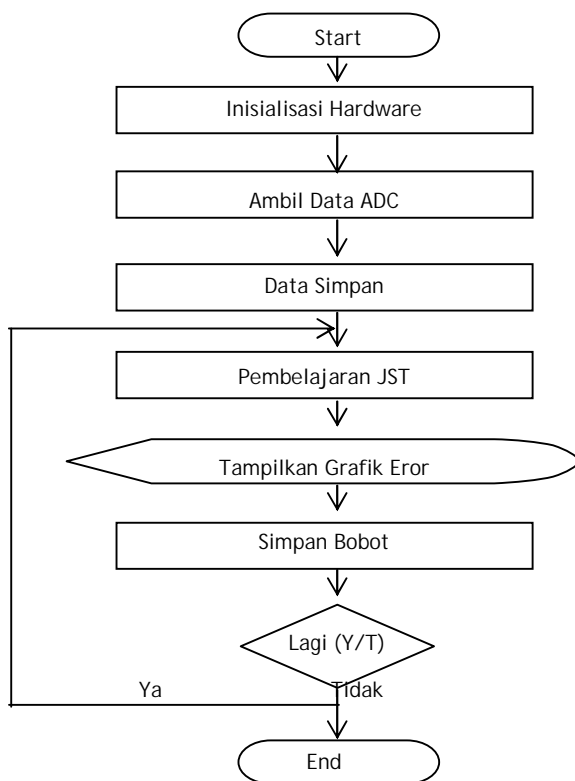 Start
Inisialisasi Hardware
Ambil Data ADC
Data Simpan
Pembelajaran JST
Tampilkan Grafik Eror
Simpan Bobot
Lagi (Y/T)
Ya
Tidak
End